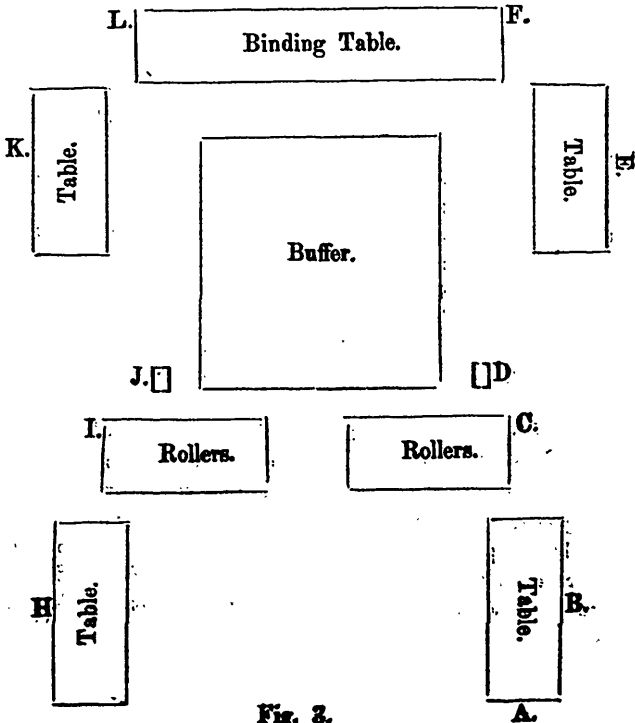 L.
F.
Binding Table.
K.
Table.
Table.
E.
Buffer.
J.[]
[]D
I.
Rollers.
Rollers.
C.
H
Table.
Table.
B.
Fig. 2.
A.